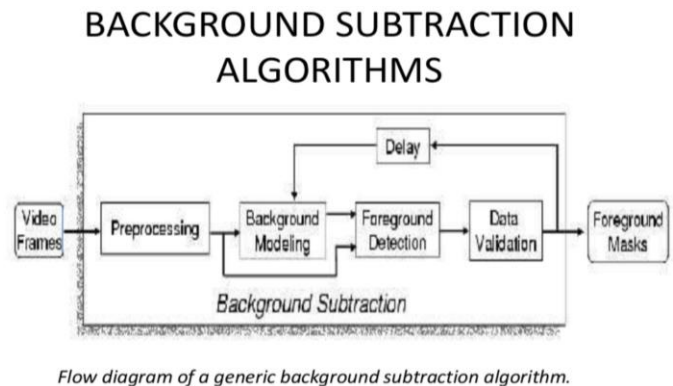 BACKGROUND SUBTRACTION
ALGORITHMS
Delay
Video
Frames
Preprocessing
Background
Modeling
Foreground
Detection
Data
Validation
Foreground
Masks
Background Subtraction
Flow diagram of a generic background subtraction algorithm.